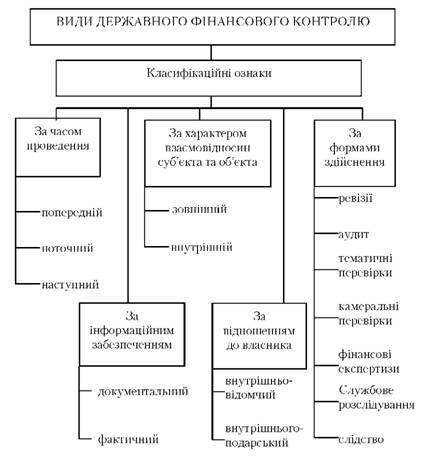 ВИДИ ДЕРЖАВНОГО ФІНАНСОВОГО КОНТРОЛЮ
Класифікаційні ознаки
За часом
проведення
попередній
поточний
наступний
За характером
взаємовідносин
суб'єкта та об'єкта
зовнішній
внутрішній
За
формами
здійснення
ревізії
аудит
тематичні
перевірки
камеральні
перевірки
фінансові
експертизи
Службове
розслідування
слідство
За
інформаційним
забезпеченням
документальний
фактичний
За
відношенням
до власника
внутрішньо-
відомчий
внутрішнього-
подарський